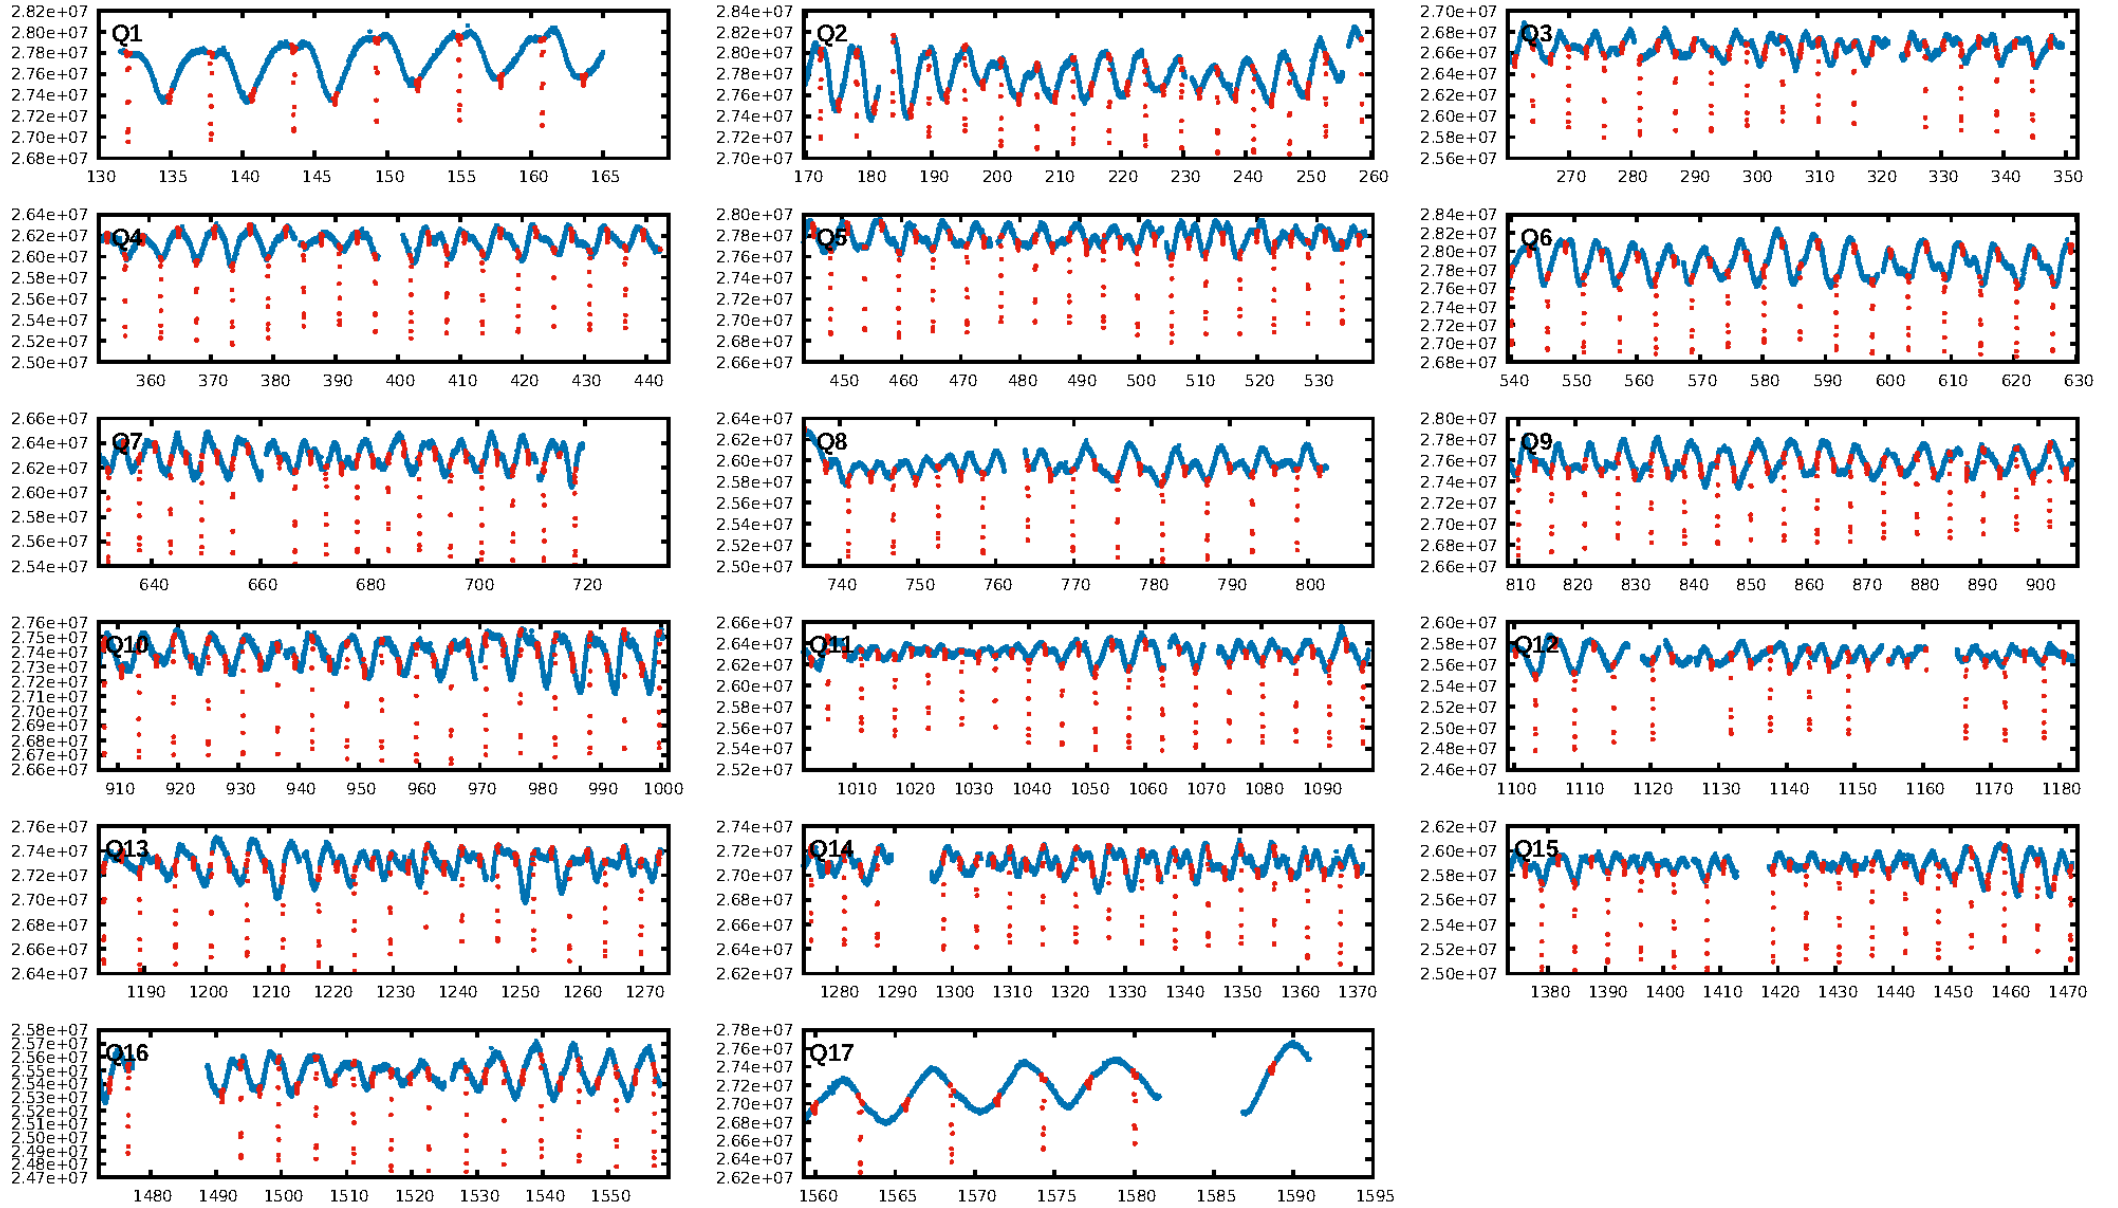 2.82e+07
2.80e+07
2.78e+07
2.76e+07
2.74e+07
2.72e+07
2.70e+07
2.68e+07
Q1
130 135 140 145 150 155 160 165
2.84e+07
2.82e+07
2.80e+07
2.78e+07
2.76e+07
2.74e+07
2.72e+07
2.70e+07
Q2
170 180 190 200 210 220 230 240 250 260
2.70e+07
2.68e+07
2.66e+07
2.64e+07
2.62e+07
2.60e+07
2.58e+07
2.56e+07
Q3
270 280 290 300 310 320 330 340 350
2.64e+07
2.62e+07
2.60e+07
2.58e+07
2.56e+07
2.54e+07
2.52e+07
2.50e+07
Q4
360 370 380 390 400 410 420 430 440
2.80e+07
2.78e+07
2.76e+07
2.74e+07
2.72e+07
2.70e+07
2.68e+07
2.66e+07
Q5
450 460 470 480 490 500 510 520 530
2.84e+07
2.82e+07
2.80e+07
2.78e+07
2.76e+07
2.74e+07
2.72e+07
2.70e+07
2.68e+07
Q6
540 550 560 570 580 590 600 610 620 630
2.66e+07
2.64e+07
2.62e+07
2.60e+07
2.58e+07
2.56e+07
2.54e+07
Q7
640 660 680 700 720
2.64e+07
2.62e+07
2.60e+07
2.58e+07
2.56e+07
2.54e+07
2.52e+07
2.50e+07
Q8
740 750 760 770 780 790 800
2.80e+07
2.78e+07
2.76e+07
2.74e+07
2.72e+07
2.70e+07
2.68e+07
2.66e+07
Q9
810 820 830 840 850 860 870 880 890 900
2.76e+07
2.75e+07
2.74e+07
2.73e+07
2.72e+07
2.71e+07
2.70e+07
2.69e+07
2.68e+07
2.67e+07
2.66e+07
Q10
910 920 930 940 950 960 970 980 990 1000
2.66e+07
2.64e+07
2.62e+07
2.60e+07
2.58e+07
2.56e+07
2.54e+07
2.52e+07
Q11
1010 1020 1030 1040 1050 1060 1070 1080 1090
2.60e+07
2.58e+07
2.56e+07
2.54e+07
2.52e+07
2.50e+07
2.48e+07
2.46e+07
Q12
1100 1110 1120 1130 1140 1150 1160 1170 1180
2.76e+07
2.74e+07
2.72e+07
2.70e+07
2.68e+07
2.66e+07
2.64e+07
Q13
1190 1200 1210 1220 1230 1240 1250 1260 1270
2.74e+07
2.72e+07
2.70e+07
2.68e+07
2.66e+07
2.64e+07
2.62e+07
Q14
1280 1290 1300 1310 1320 1330 1340 1350 1360 1370
2.62e+07
2.60e+07
2.58e+07
2.56e+07
2.54e+07
2.52e+07
2.50e+07
Q15
1380 1390 1400 1410 1420 1430 1440 1450 1460 1470
2.58e+07
2.57e+07
2.56e+07
2.55e+07
2.54e+07
2.53e+07
2.52e+07
2.51e+07
2.50e+07
2.49e+07
2.48e+07
2.47e+07
Q16
1480 1490 1500 1510 1520 1530 1540 1550
2.78e+07
2.76e+07
2.74e+07
2.72e+07
2.70e+07
2.68e+07
2.66e+07
2.64e+07
2.62e+07
Q17
1560 1565 1570 1575 1580 1585 1590 1595